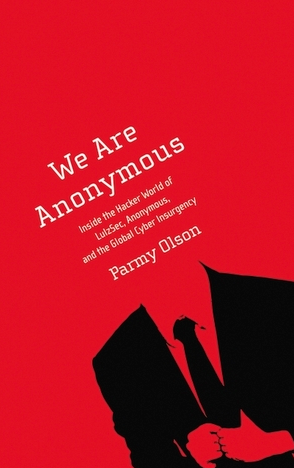 We Are
Anonymous
Inside the Hacker World of
LulzSec, Anonymous,
and the Global Cyber Insurgency
Parmy Olson